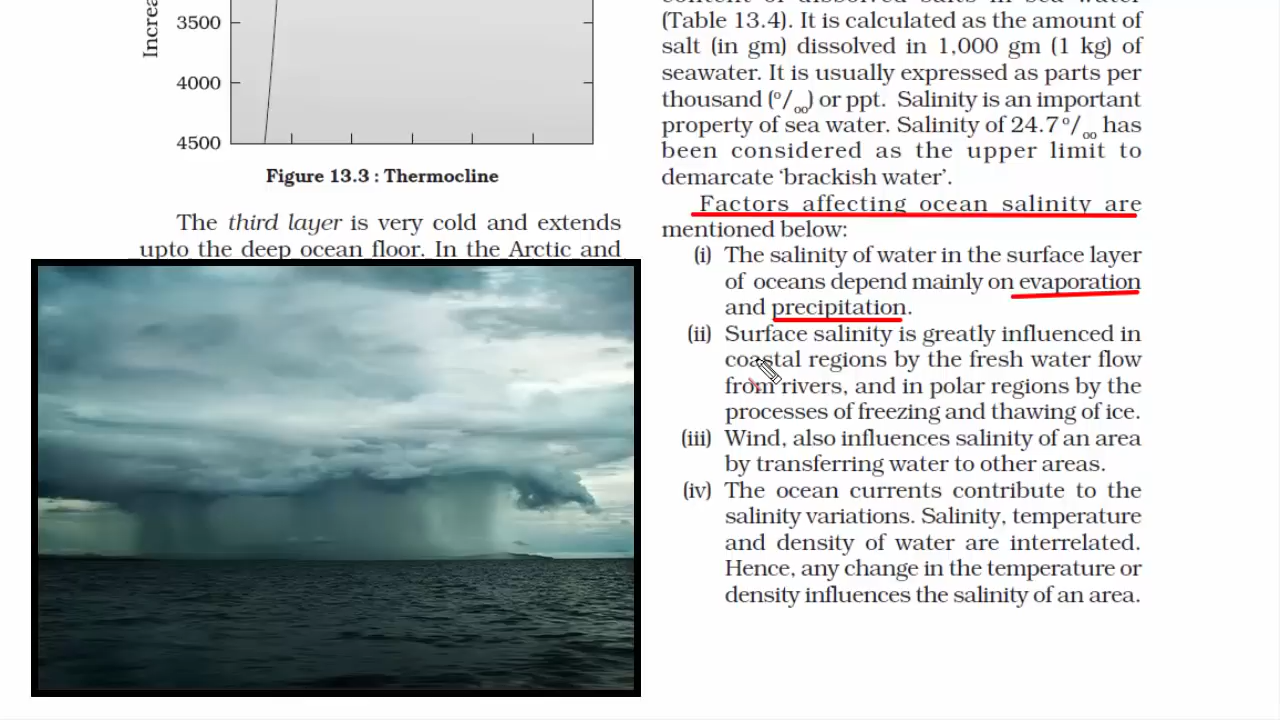 Increa
3500
4000
4500
Figure 13.3 : Thermocline
The third layer is very cold and extends
upto the deep ocean floor. In the Arctic and
content of dissolved salts in sea water
(Table 13.4). It is calculated as the amount of
salt (in gm) dissolved in 1,000 gm (1 kg) of
seawater. It is usually expressed as parts per
thousand (o/oo) or ppt. Salinity is an important
property of sea water. Salinity of 24.7 o/oo has
been considered as the upper limit to
demarcate ‘brackish water’.
Factors affecting ocean salinity are
mentioned below:
(i) The salinity of water in the surface layer
of oceans depend mainly on evaporation
and precipitation.
(ii) Surface salinity is greatly influenced in
coastal regions by the fresh water flow
from rivers, and in polar regions by the
processes of freezing and thawing of ice.
(iii) Wind, also influences salinity of an area
by transferring water to other areas.
(iv) The ocean currents contribute to the
salinity variations. Salinity, temperature
and density of water are interrelated.
Hence, any change in the temperature or
density influences the salinity of an area.